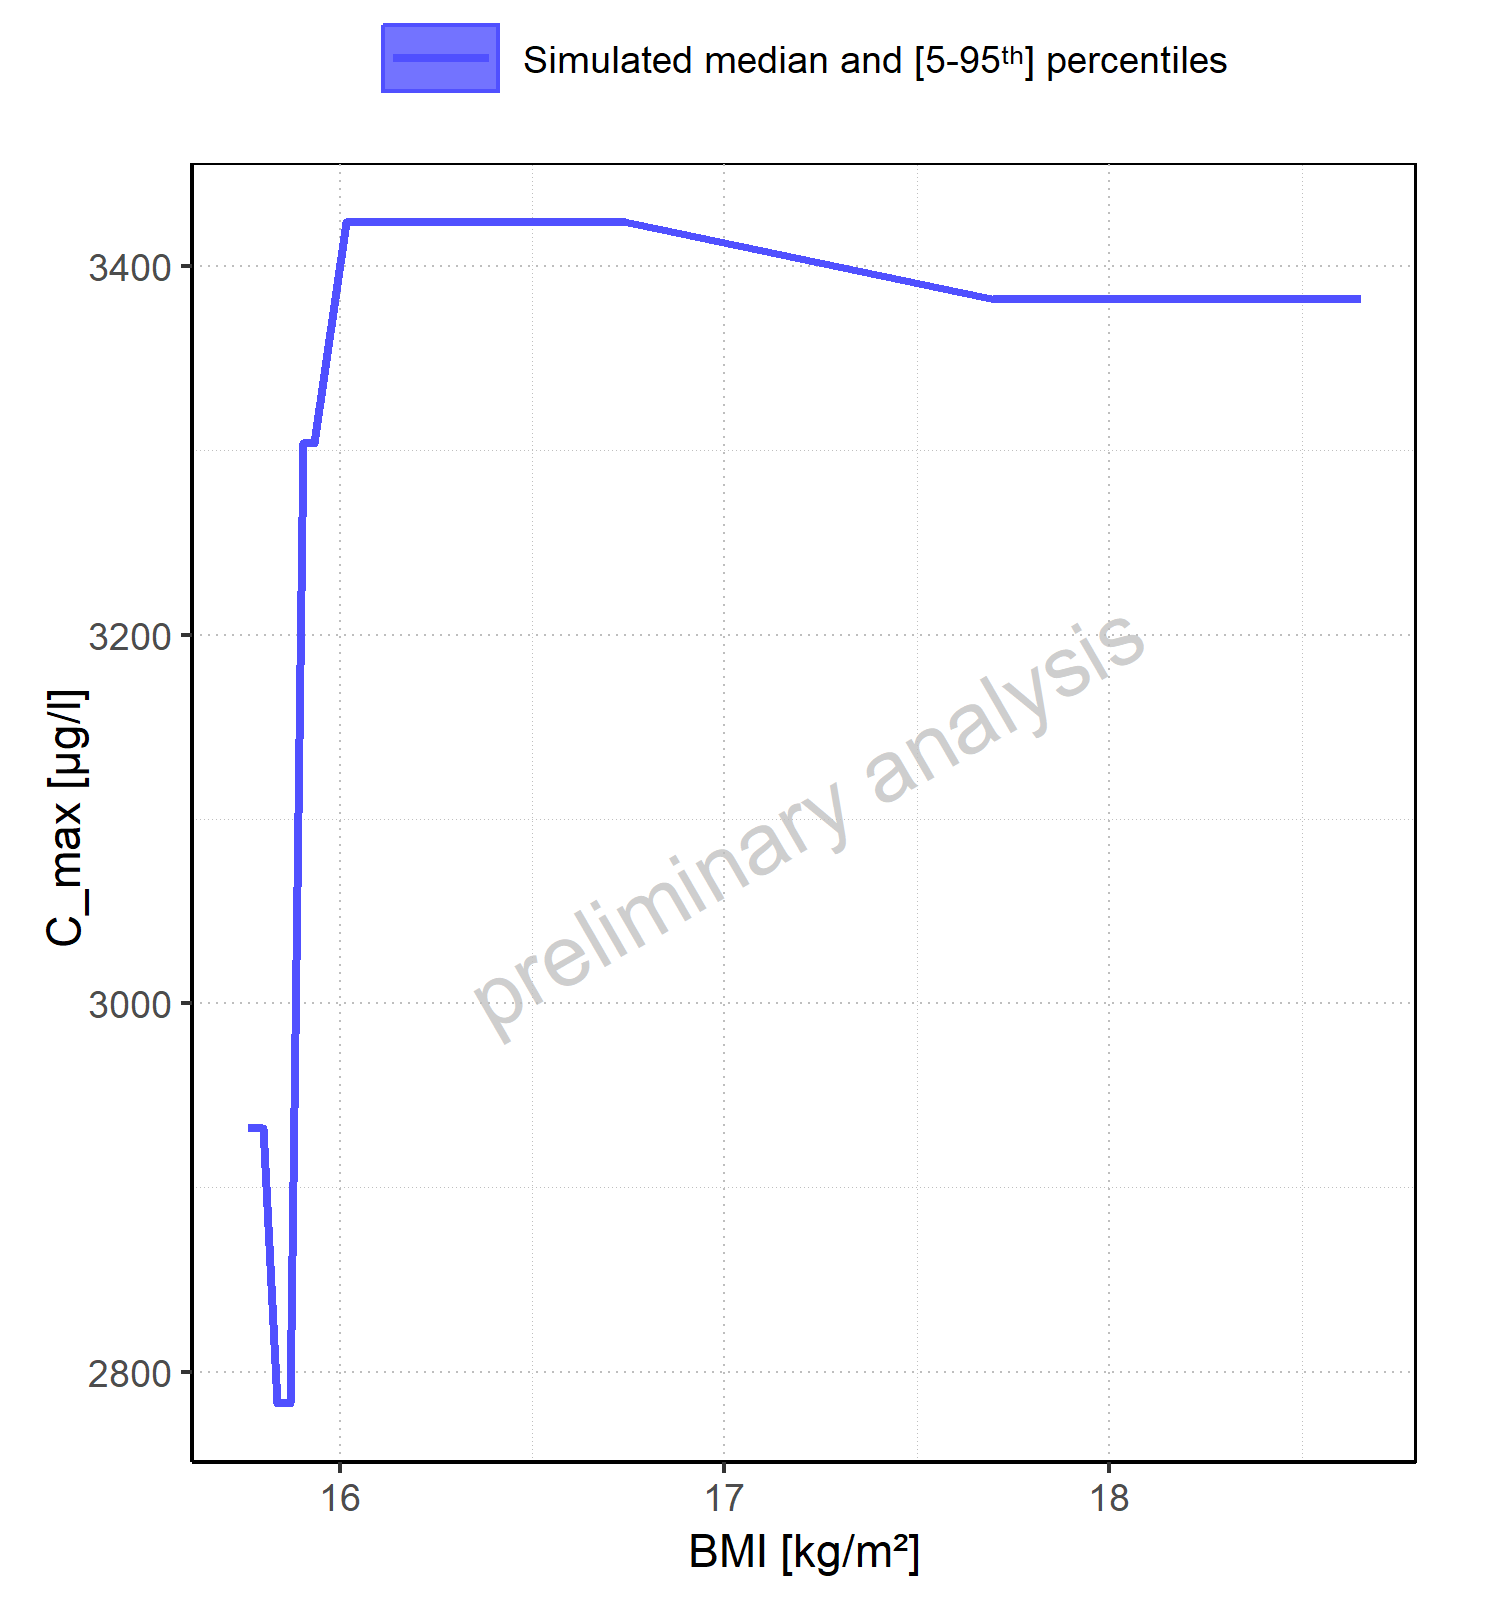 Simulated median and [5-95ᵗʰ] percentiles
3400
3200
3000
2800
C_max [µg/l]
preliminary analysis
16 17 18
BMI [kg/m²]